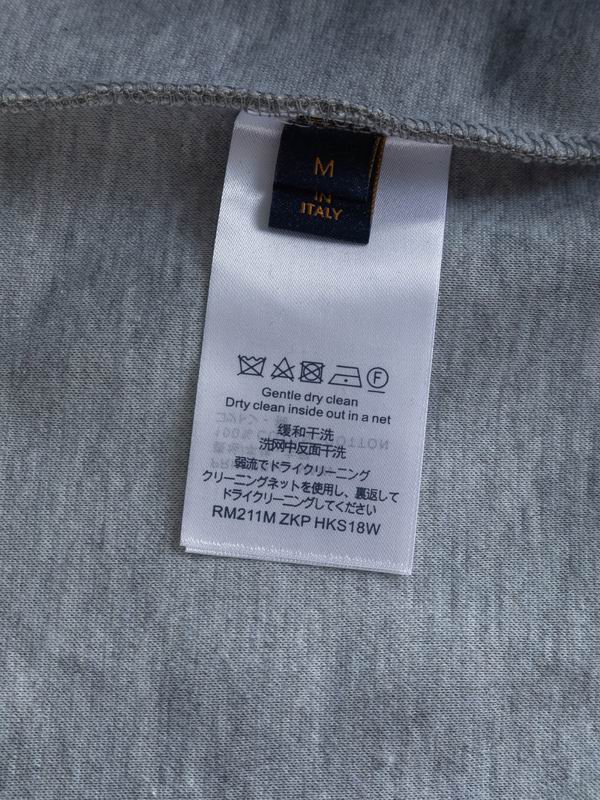 M
IN
ITALY
F
Gentle dry clean
Drty clean inside out in a net
缓和干洗
洗网中反面干洗
弱流でドライクリーニング
クリーニングネットを使用し、裏返して
ドライクリーニングしてください
RM211M ZKP HKS18W